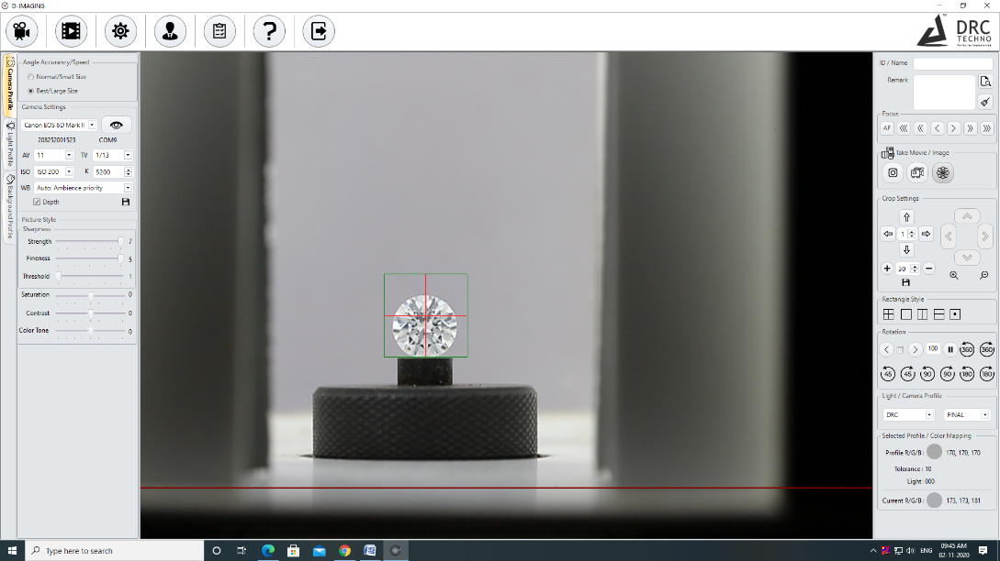 D-IMAGING
DRC
TECHNO
Camera Profile
Light Profile
Background Profile
Angle Accurancy/Speed
Normal/Small Size
Best/Large Size
Camera Settings
Canon EOS 6D Mark II
208252001523 COM9
AV 11 TV 1/13
ISO ISO 200 K 5200
WB Auto: Ambience priority
Depth
Picture Style
Sharpness
Strength 7
Fineness 5
Threshold 1
Saturation 0
Contrast 0
Color Tone 0
ID / Name
Remark
Focus
AF
Take Movie / Image
Crop Settings
1
30
Rectangle Style
Rotation
100 360 360
45 45 90 90 180 180
Light / Camera Profile
DRC FINAL
Selected Profile / Color Mapping
Profile R/G/B : 170, 170, 170
Tolerance : 10
Light : 000
Current R/G/B : 173, 173, 181
Type here to search
ENG
09:45 AM
02-11-2020